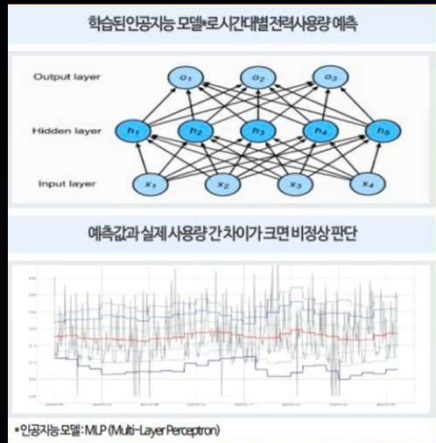 학습된 인공지능 모델*로 시간대별 전력사용량 예측
Output layer
o1 o2 o3
Hidden layer
h1 h2 h3 h4 h5
Input layer
x1 x2 x3 x4
예측값과 실제 사용량 간 차이가 크면 비정상 판단
*인공지능 모델 : MLP (Multi-Layer Perceptron)